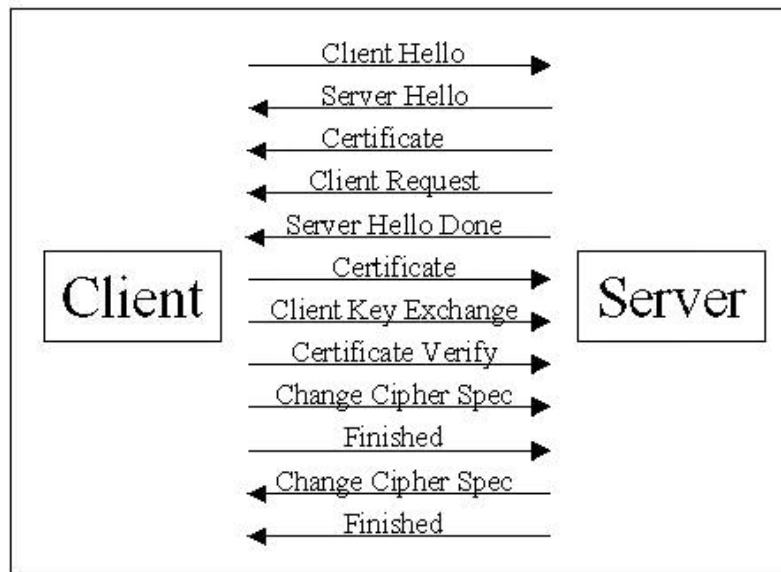 Client Hello
Server Hello
Certificate
Client Request
Server Hello Done
Certificate
Client Key Exchange
Certificate Verify
Change Cipher Spec
Finished
Change Cipher Spec
Finished
Client
Server